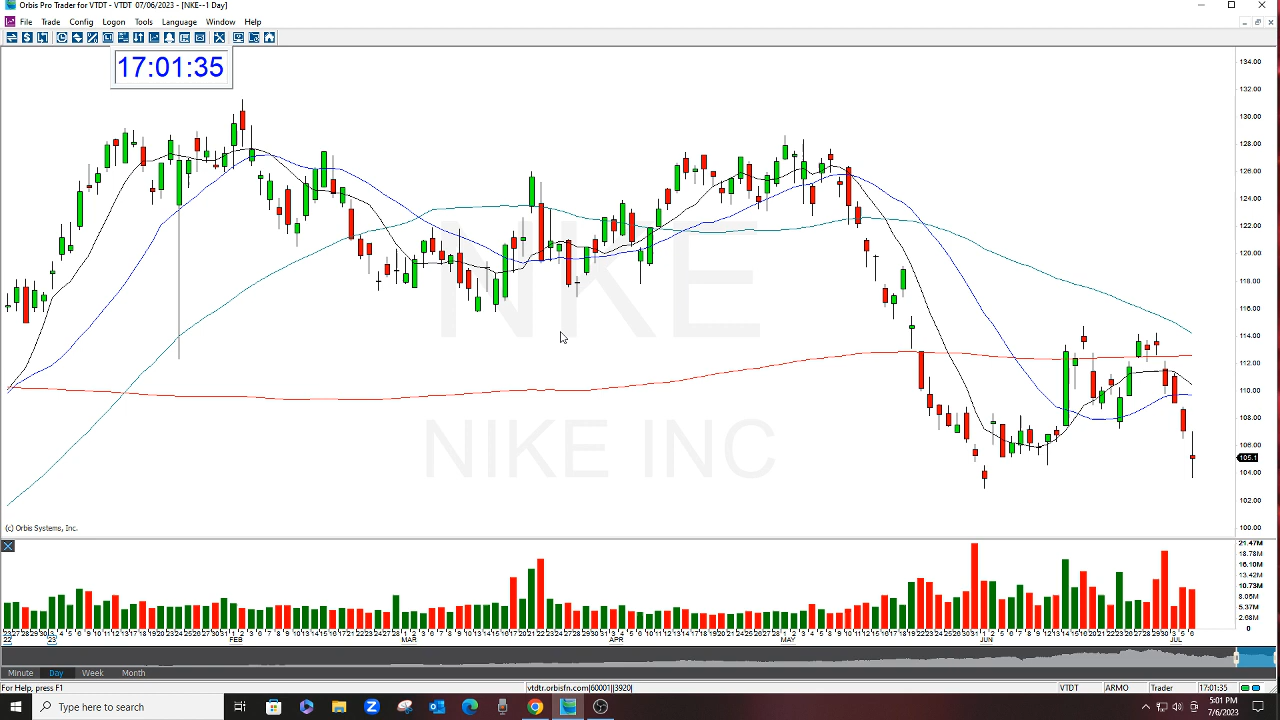 Orbis Pro Trader for VTDT - VTDT 07/06/2023 - [NKE--1 Day]
File Trade Config Logon Tools Language Window Help
17:01:35
134.00
132.00
130.00
128.00
126.00
124.00
122.00
120.00
118.00
116.00
114.00
112.00
110.00
108.00
106.00
105.1
104.00
102.00
100.00
NKE
NIKE INC
(c) Orbis Systems, Inc.
21.47M
18.78M
16.10M
13.42M
10.73M
8.05M
5.37M
2.68M
0
22 23 FEB MAR APR MAY JUN JUL
Minute Day Week Month
For Help, press F1 vtdtr.orbisfn.com|60001||3920| VTDT ARMO Trader 17:01:35
Type here to search
5:01 PM
7/6/2023